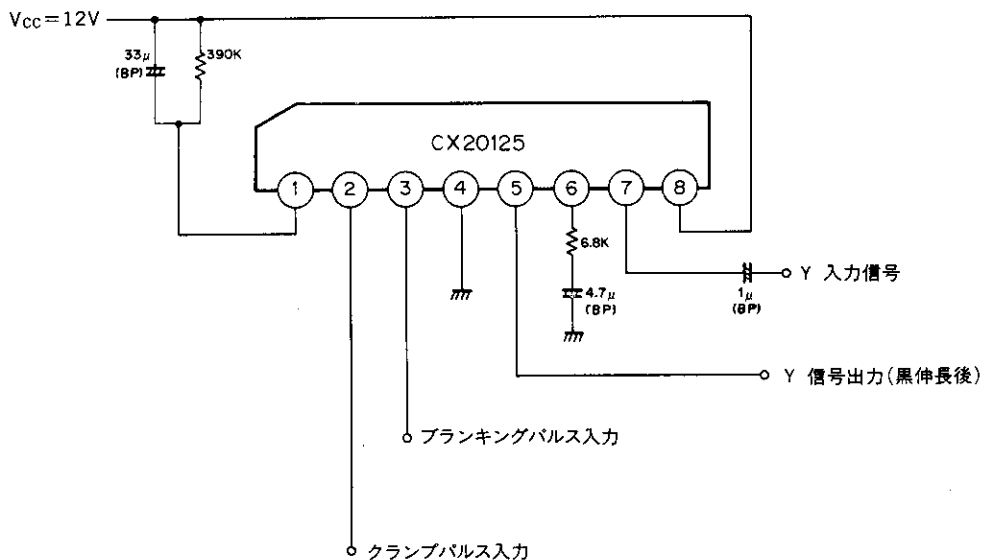 Vcc=12V
33μ
(BP)
390K
CX20125
1 2 3 4 5 6 7 8
6.8K
4.7μ
(BP)
1μ
(BP)
Y 入力信号
Y 信号出力(黒伸長後)
ブランキングパルス入力
クランプパルス入力